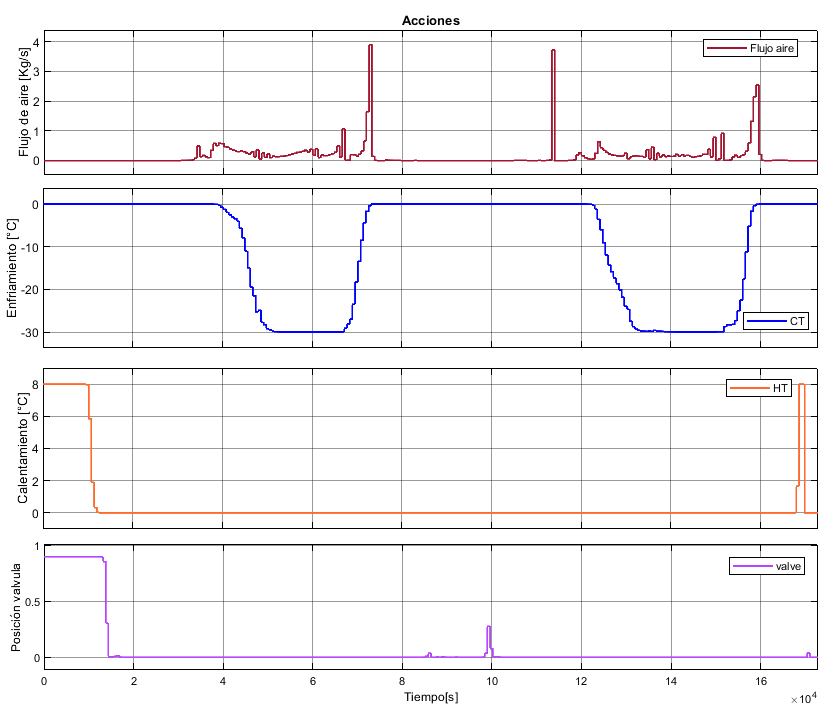 Acciones
Flujo de aire [Kg/s]
4
3
2
1
0
Flujo aire
Enfriamiento [°C]
0
-10
-20
-30
CT
Calentamiento [°C]
8
6
4
2
0
HT
Posición valvula
1
0.5
0
valve
0 2 4 6 8 10 12 14 16
Tiempo[s]
×10⁴